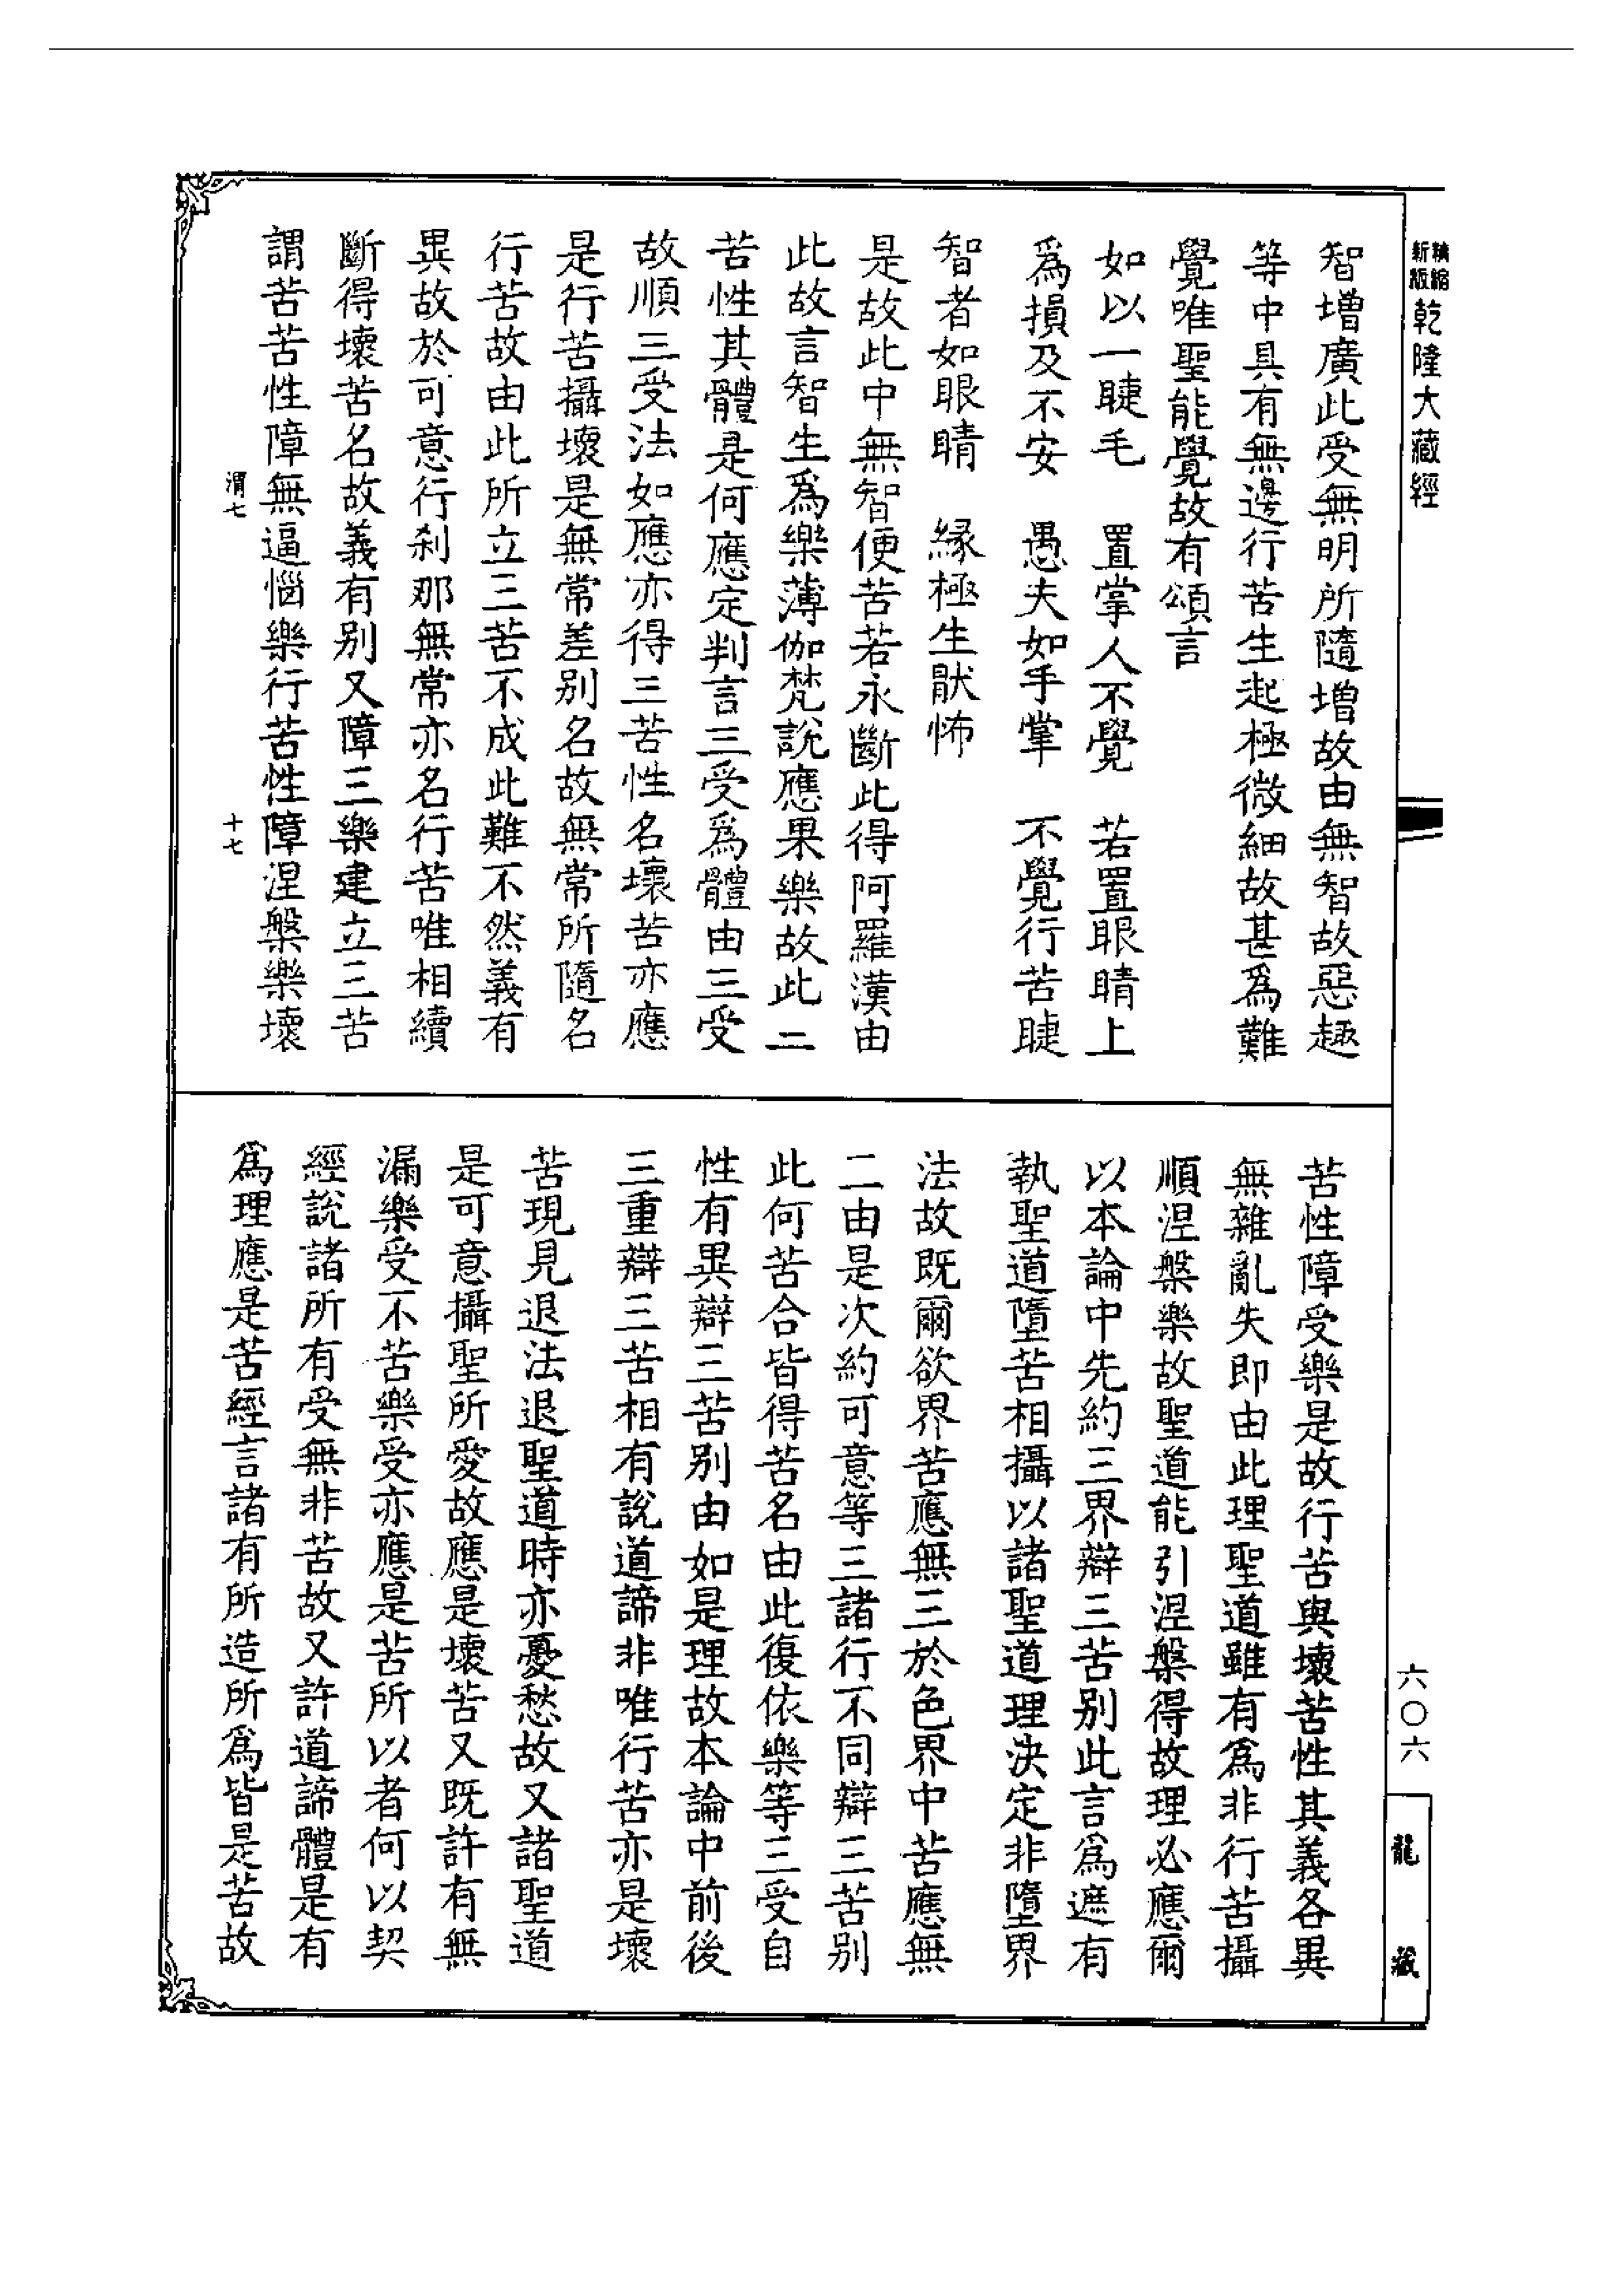 新版精縮乾隆大藏經
智增廣此受無明所隨增故由無智故惡趣
等中具有無邊行苦生起極微細故甚爲難
覺唯聖能覺故有頌言
如以一睫毛　置掌人不覺　若置眼睛上
爲損及不安　愚夫如手掌　不覺行苦睫
智者如眼睛　緣極生猒怖
是故此中無智便苦若永斷此得阿羅漢由
此故言智生爲樂薄伽梵說應果樂故此二
苦性其體是何應定判言三受爲體由三受
故順三受法如應亦得三苦性名壞苦亦應
是行苦攝壞是無常差别名故無常所隨名
行苦故由此所立三苦不成此難不然義有
異故於可意行刹那無常亦名行苦唯相續
斷得壞苦名故義有别又障三樂建立三苦
謂苦苦性障無逼惱樂行苦性障涅槃樂壞
渭七　十七
苦性障受樂是故行苦與壞苦性其義各異
無雜亂失即由此理聖道雖有爲非行苦攝
順涅槃樂故聖道能引涅槃得故理必應爾
以本論中先約三界辯三苦别此言爲遮有
執聖道墮苦相攝以諸聖道理決定非墮界
法故既爾欲界苦應無三於色界中苦應無
二由是次約可意等三諸行不同辯三苦别
此何苦合皆得苦名由此復依樂等三受自
性有異辯三苦别由如是理故本論中前後
三重辯三苦相有說道諦非唯行苦亦是壞
苦現見退法退聖道時亦憂愁故又諸聖道
是可意攝聖所愛故應是壞苦又既許有無
漏樂受不苦樂受亦應是苦所以者何以契
經說諸所有受無非苦故又許道諦體是有
爲理應是苦經言諸有所造所爲皆是苦故
六〇六
龍藏